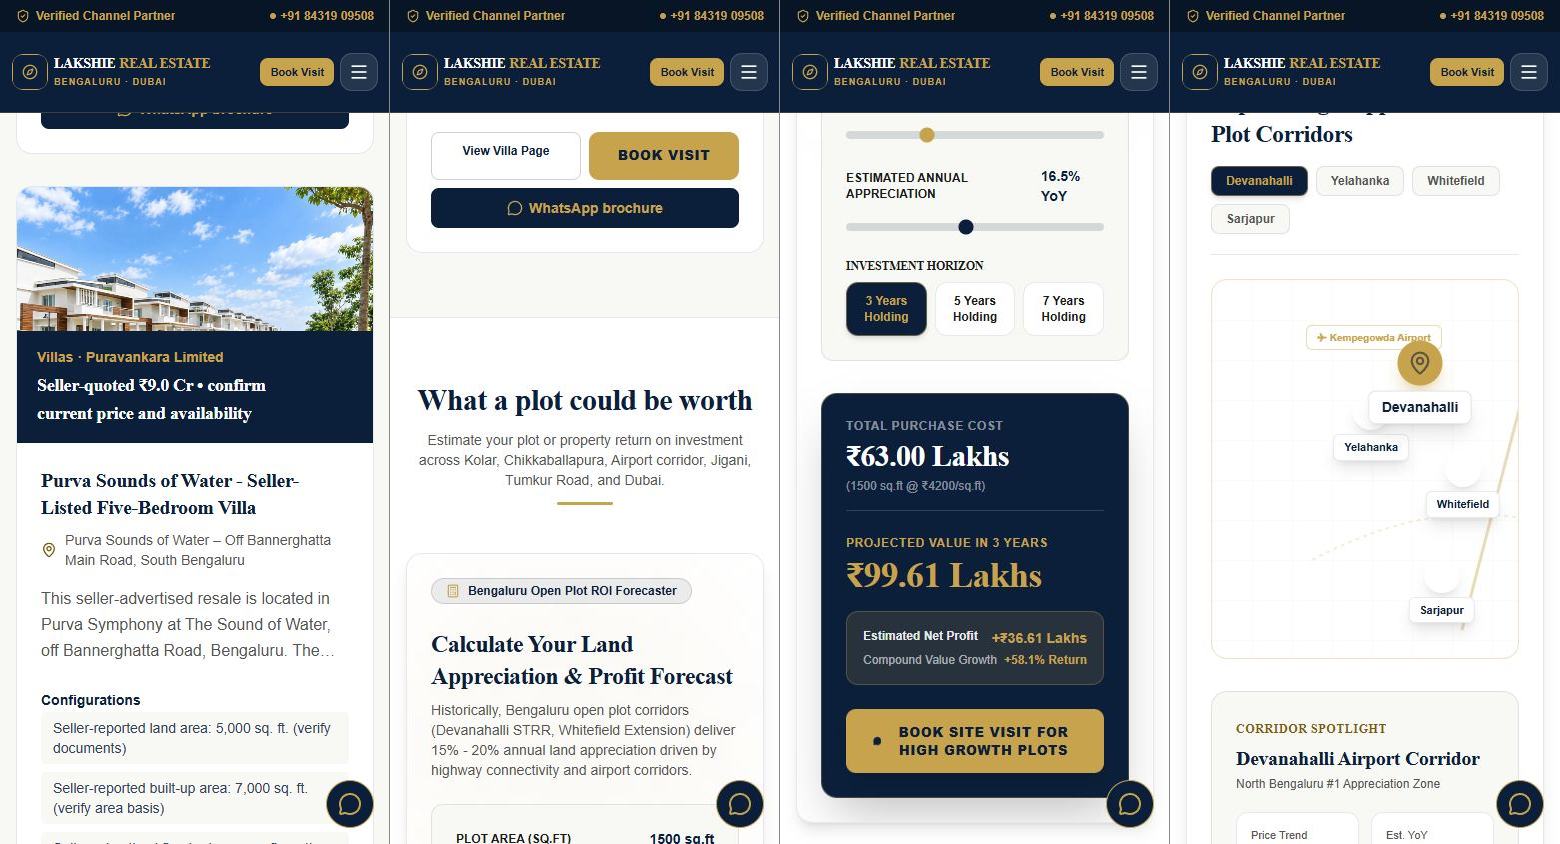 Verified Channel Partner
+91 84319 09508
LAKSHIE REAL ESTATE
BENGALURU · DUBAI
Book Visit
WhatsApp brochure
Villas · Puravankara Limited
Seller-quoted ₹9.0 Cr • confirm
current price and availability
Purva Sounds of Water - Seller-
Listed Five-Bedroom Villa
Purva Sounds of Water – Off Bannerghatta
Main Road, South Bengaluru
This seller-advertised resale is located in
Purva Symphony at The Sound of Water,
off Bannerghatta Road, Bengaluru. The...
Configurations
Seller-reported land area: 5,000 sq. ft. (verify
documents)
Seller-reported built-up area: 7,000 sq. ft.
(verify area basis)
Verified Channel Partner
+91 84319 09508
LAKSHIE REAL ESTATE
BENGALURU · DUBAI
Book Visit
View Villa Page
BOOK VISIT
WhatsApp brochure
What a plot could be worth
Estimate your plot or property return on investment
across Kolar, Chikkaballapura, Airport corridor, Jigani,
Tumkur Road, and Dubai.
Bengaluru Open Plot ROI Forecaster
Calculate Your Land
Appreciation & Profit Forecast
Historically, Bengaluru open plot corridors
(Devanahalli STRR, Whitefield Extension) deliver
15% - 20% annual land appreciation driven by
highway connectivity and airport corridors.
PLOT AREA (SQ.FT)
1500 sq.ft
Verified Channel Partner
+91 84319 09508
LAKSHIE REAL ESTATE
BENGALURU · DUBAI
Book Visit
ESTIMATED ANNUAL
APPRECIATION
16.5%
YoY
INVESTMENT HORIZON
3 Years
Holding
5 Years
Holding
7 Years
Holding
TOTAL PURCHASE COST
₹63.00 Lakhs
(1500 sq.ft @ ₹4200/sq.ft)
PROJECTED VALUE IN 3 YEARS
₹99.61 Lakhs
Estimated Net Profit +₹36.61 Lakhs
Compound Value Growth +58.1% Return
BOOK SITE VISIT FOR
HIGH GROWTH PLOTS
Verified Channel Partner
+91 84319 09508
LAKSHIE REAL ESTATE
BENGALURU · DUBAI
Book Visit
Plot Corridors
Devanahalli
Yelahanka
Whitefield
Sarjapur
✈ Kempegowda Airport
Devanahalli
Yelahanka
Whitefield
Sarjapur
CORRIDOR SPOTLIGHT
Devanahalli Airport Corridor
North Bengaluru #1 Appreciation Zone
Price Trend
Est. YoY